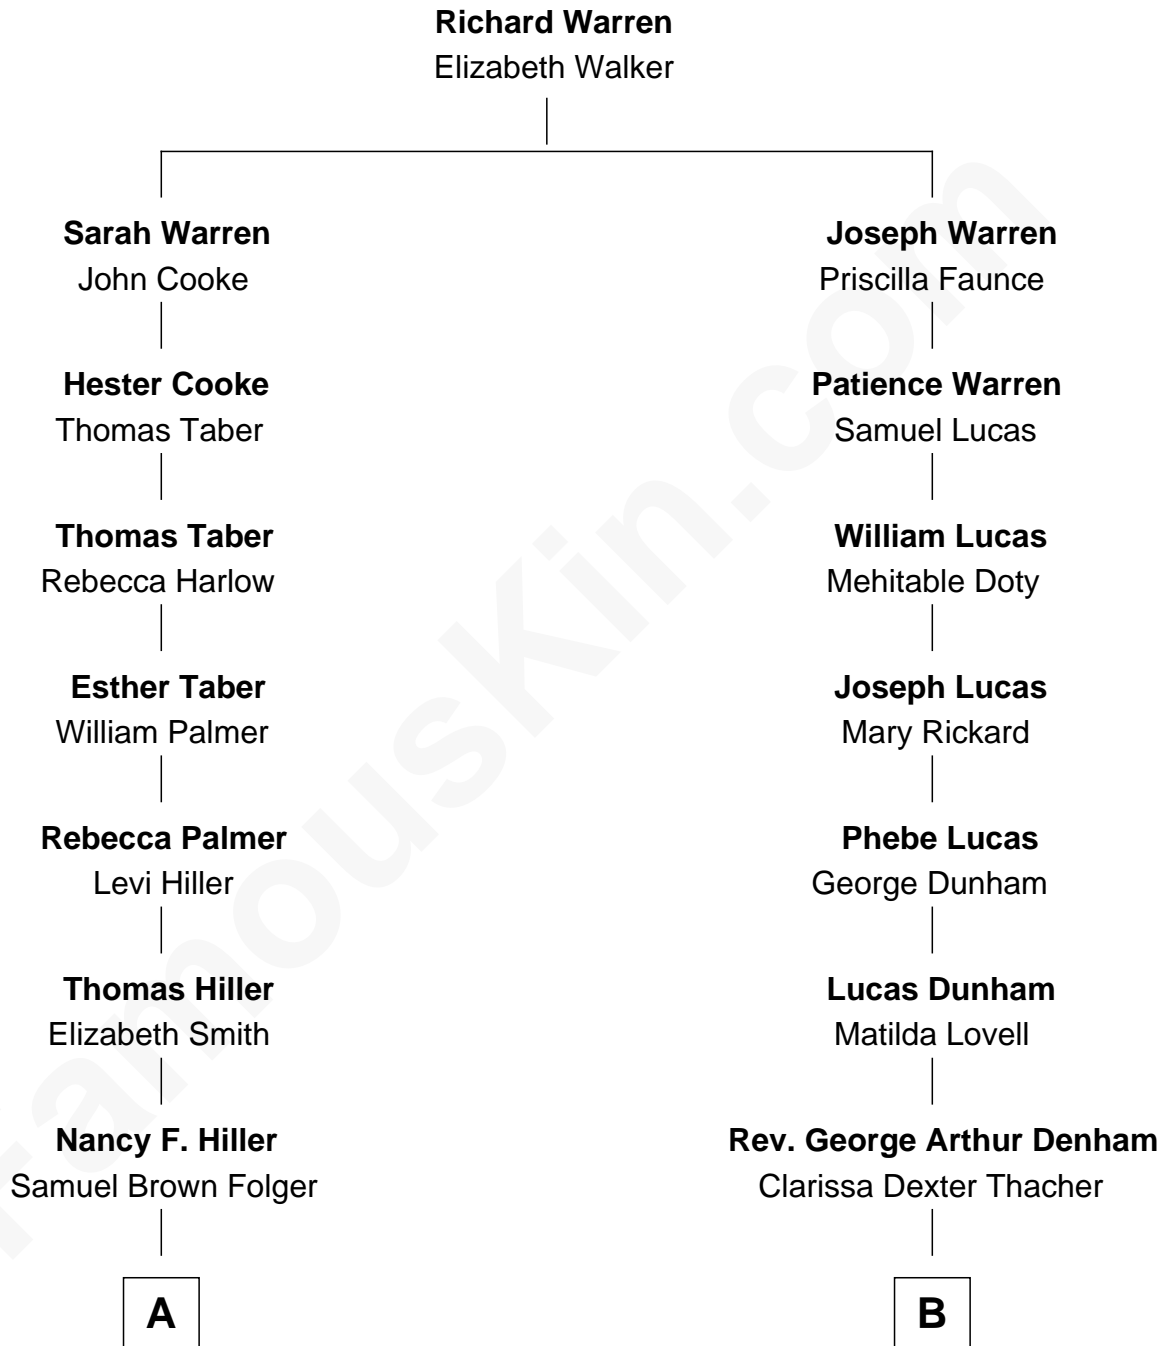 Richard Warren
Elizabeth Walker
Sarah Warren
John Cooke
Hester Cooke
Thomas Taber
Thomas Taber
Rebecca Harlow
Esther Taber
William Palmer
Rebecca Palmer
Levi Hiller
Thomas Hiller
Elizabeth Smith
Nancy F. Hiller
Samuel Brown Folger
A
Joseph Warren
Priscilla Faunce
Patience Warren
Samuel Lucas
William Lucas
Mehitable Doty
Joseph Lucas
Mary Rickard
Phebe Lucas
George Dunham
Lucas Dunham
Matilda Lovell
Rev. George Arthur Denham
Clarissa Dexter Thacher
B
FamousKin.com